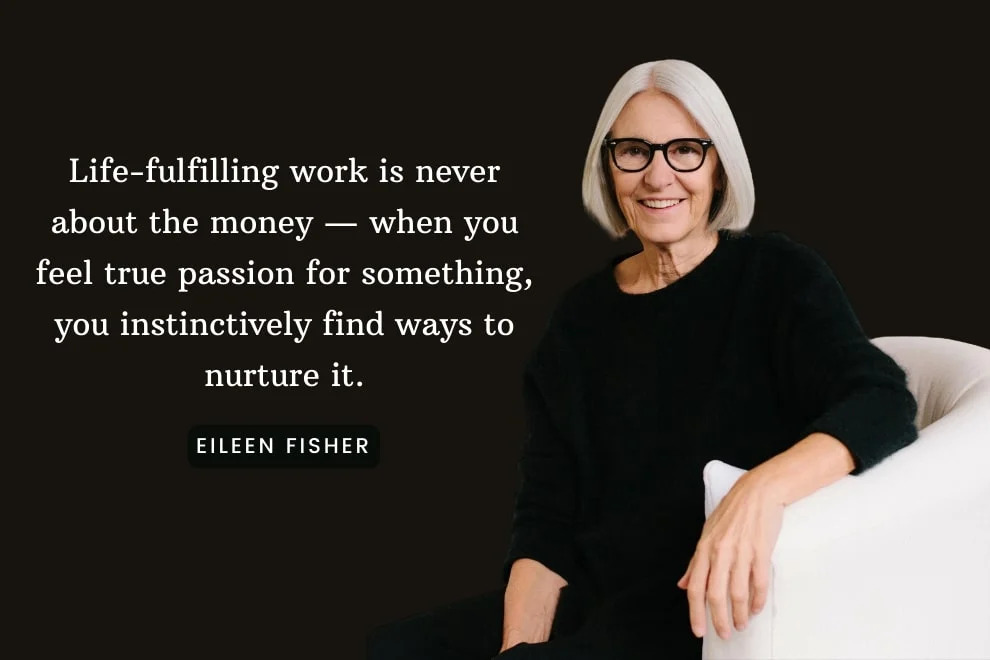 Life-fulfilling work is never
about the money — when you
feel true passion for something,
you instinctively find ways to
nurture it.
EILEEN FISHER